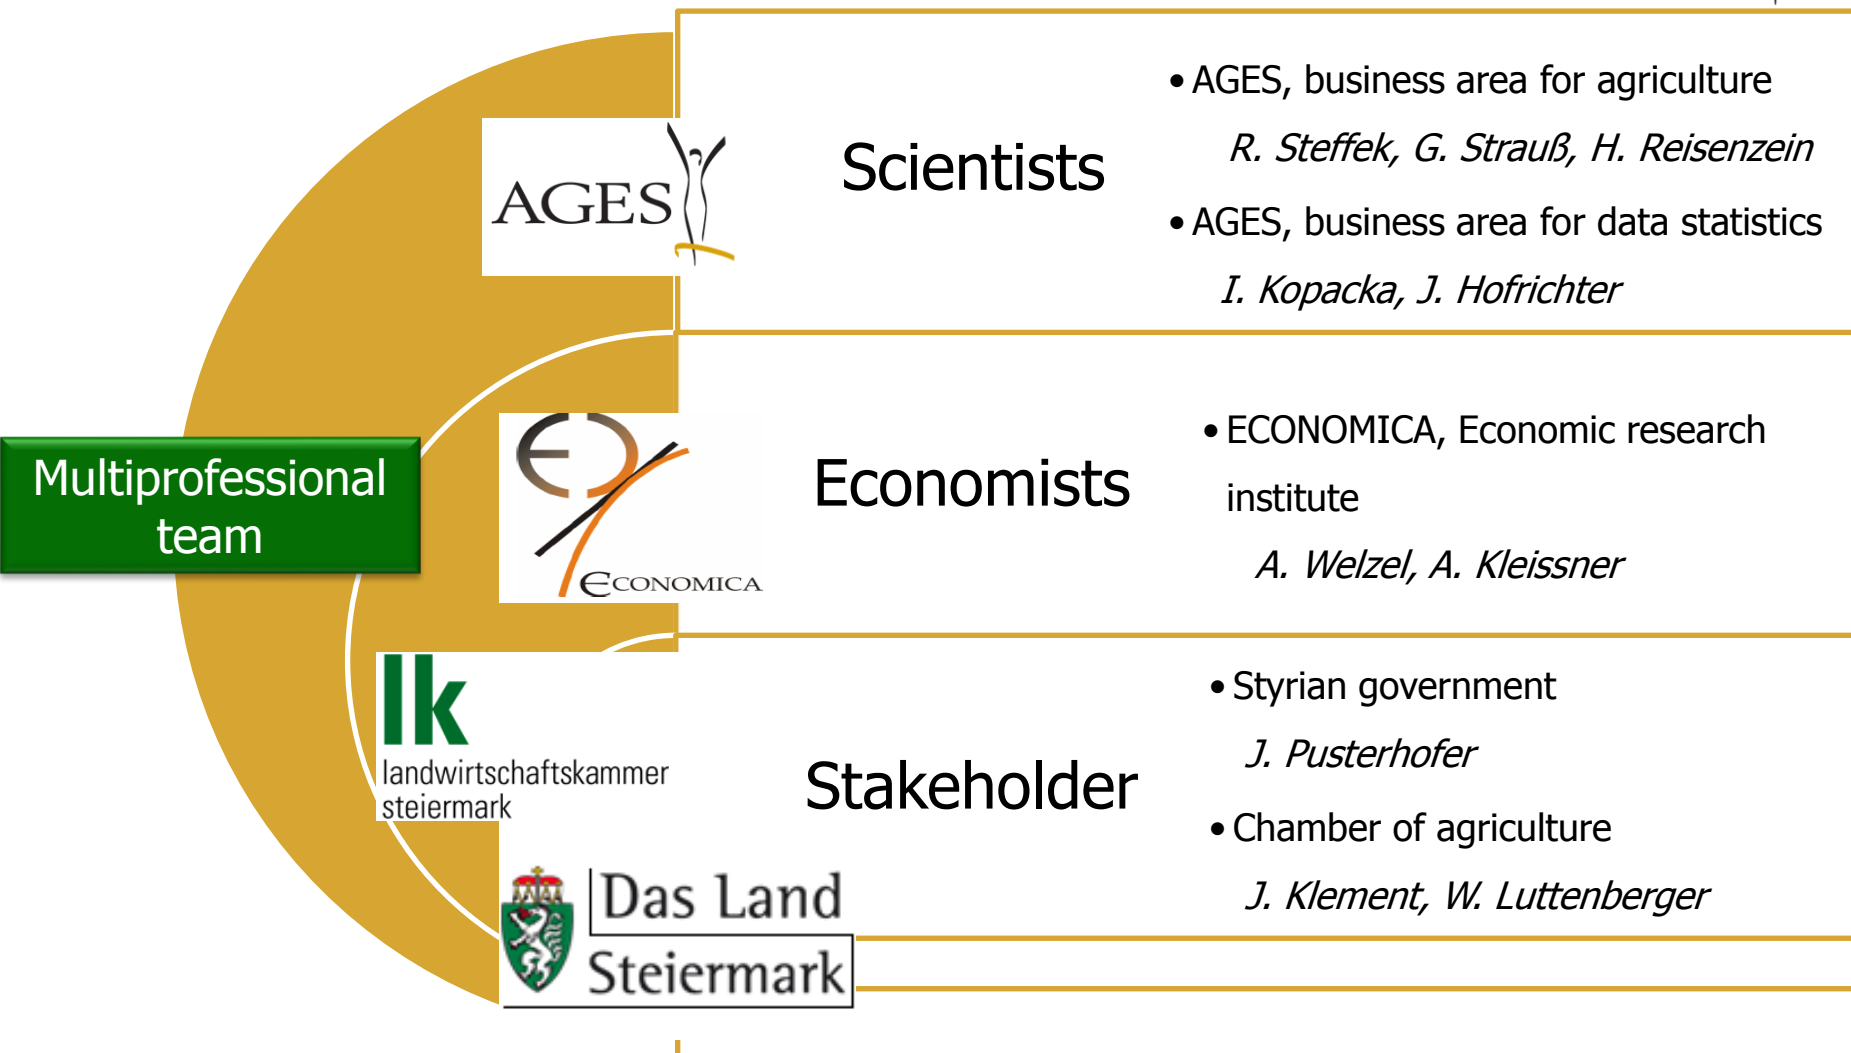 Multiprofessional
team
AGES
Scientists
• AGES, business area for agriculture
R. Steffek, G. Strauß, H. Reisenzein
• AGES, business area for data statistics
I. Kopacka, J. Hofrichter
ECONOMICA
Economists
• ECONOMICA, Economic research
institute
A. Welzel, A. Kleissner
lk
landwirtschaftskammer
steiermark
Das Land
Steiermark
Stakeholder
• Styrian government
J. Pusterhofer
• Chamber of agriculture
J. Klement, W. Luttenberger